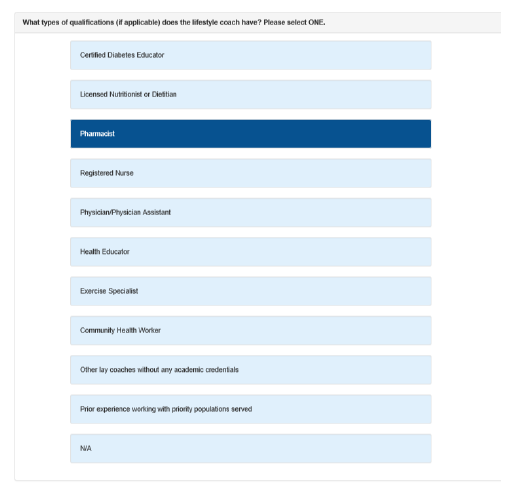 What types of qualifications (if applicable) does the lifestyle coach have? Please select ONE.
Certified Diabetes Educator
Licensed Nutritionist or Dietitian
Pharmacist
Registered Nurse
Physician/Physician Assistant
Health Educator
Exercise Specialist
Community Health Worker
Other lay coaches without any academic credentials
Prior experience working with priority populations served
N/A